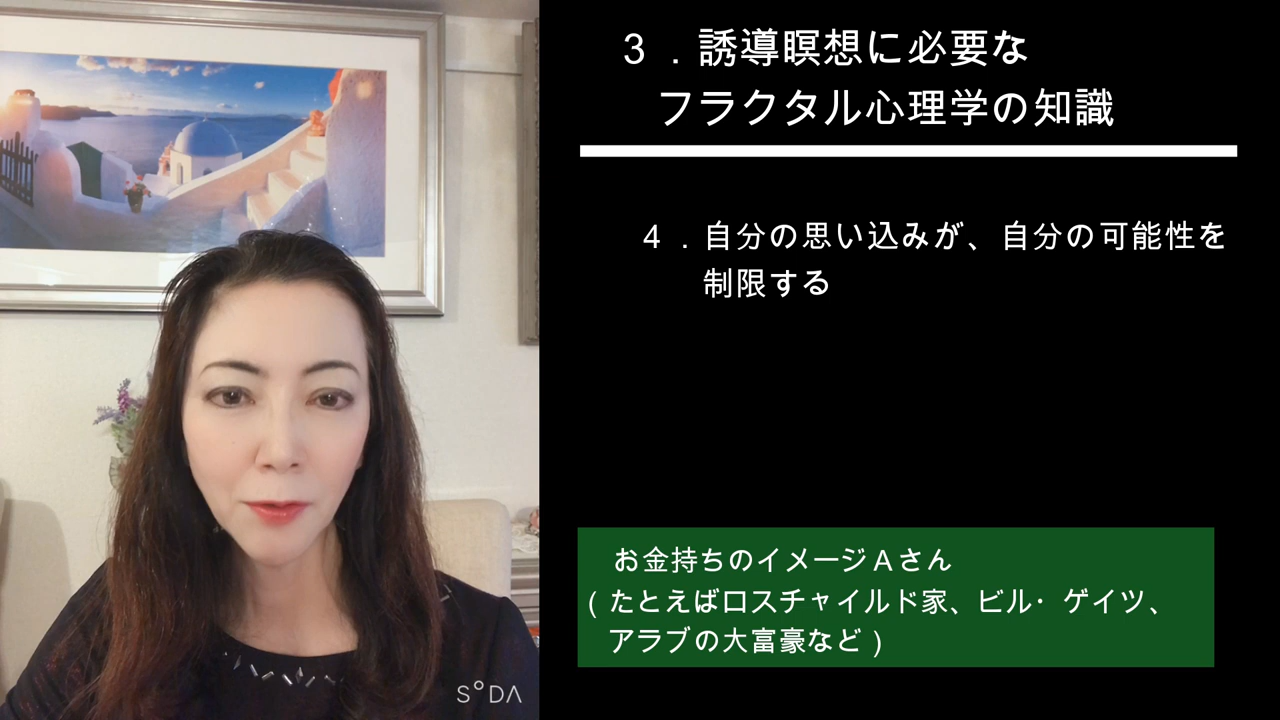 ３．誘導瞑想に必要な
フラクタル心理学の知識
４．自分の思い込みが、自分の可能性を
制限する
お金持ちのイメージＡさん
(たとえばロスチャイルド家、ビル・ゲイツ、
アラブの大富豪など)
S°DA